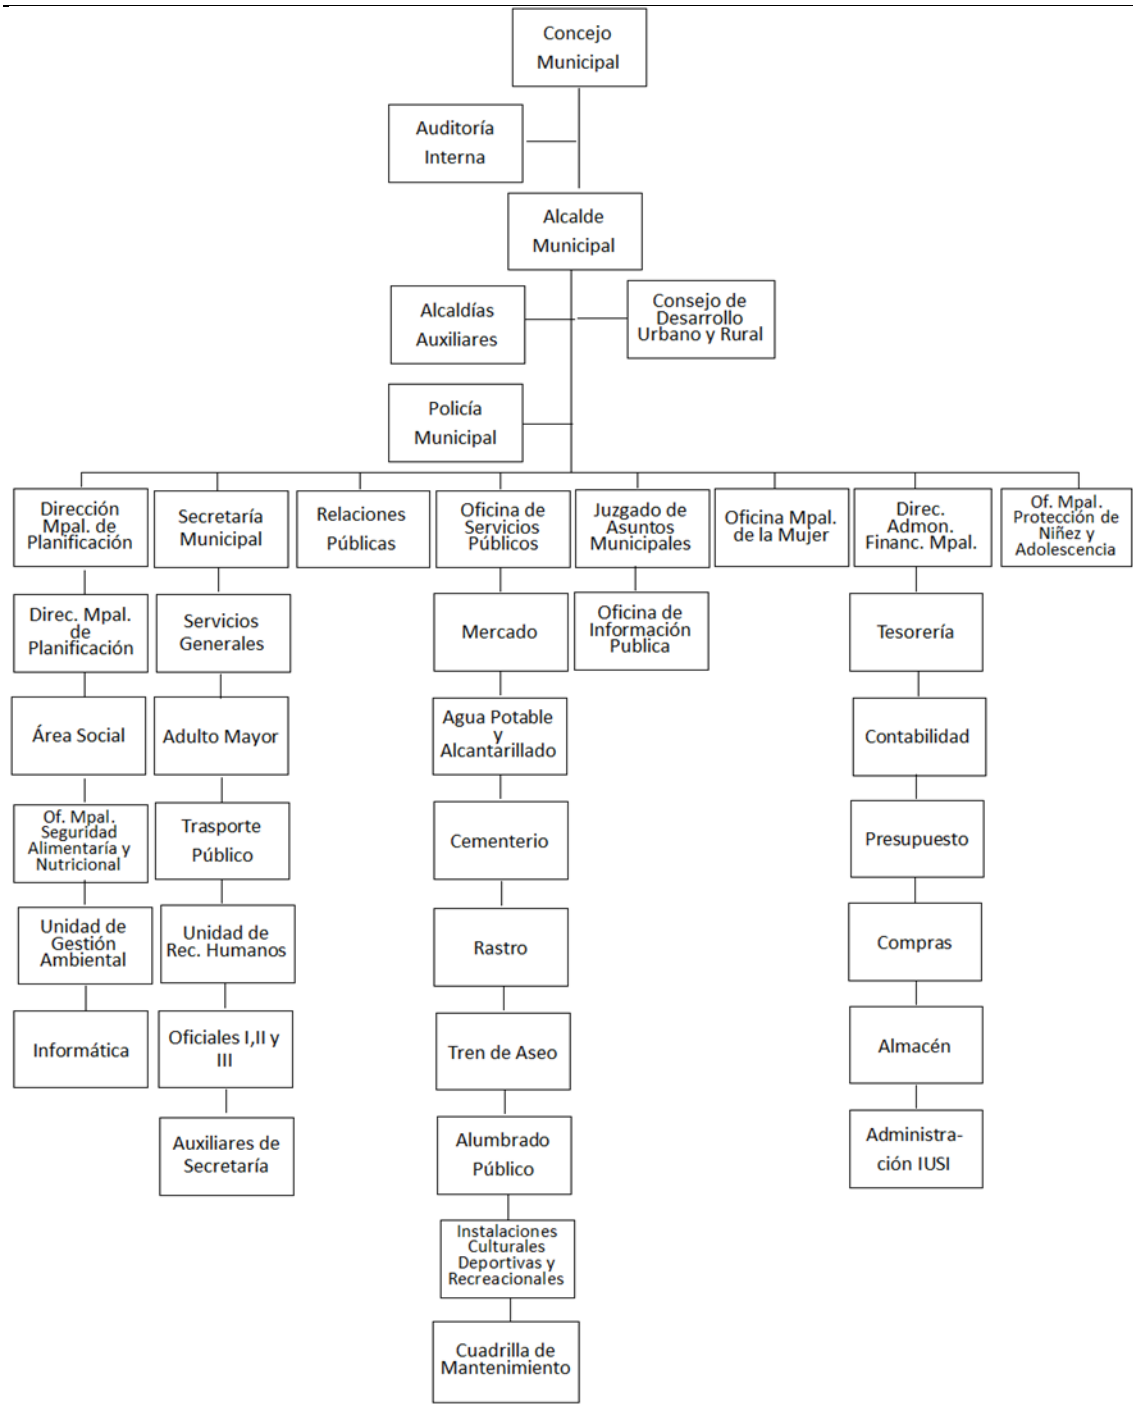 Concejo
Municipal
Auditoría
Interna
Alcalde
Municipal
Alcaldías
Auxiliares
Consejo de
Desarrollo
Urbano y Rural
Policía
Municipal
Dirección
Mpal. de
Planificación
Secretaría
Municipal
Relaciones
Públicas
Oficina de
Servicios
Públicos
Juzgado de
Asuntos
Municipales
Oficina Mpal.
de la Mujer
Direc.
Admon.
Financ. Mpal.
Of. Mpal.
Protección de
Niñez y
Adolescencia
Direc. Mpal.
de
Planificación
Servicios
Generales
Mercado
Oficina de
Información
Publica
Tesorería
Área Social
Adulto Mayor
Agua Potable
y
Alcantarillado
Contabilidad
Of. Mpal.
Seguridad
Alimentaría y
Nutricional
Trasporte
Público
Cementerio
Presupuesto
Unidad de
Gestión
Ambiental
Unidad de
Rec. Humanos
Rastro
Compras
Informática
Oficiales I,II y
III
Tren de Aseo
Almacén
Auxiliares de
Secretaría
Alumbrado
Público
Administra-
ción IUSI
Instalaciones
Culturales
Deportivas y
Recreacionales
Cuadrilla de
Mantenimiento